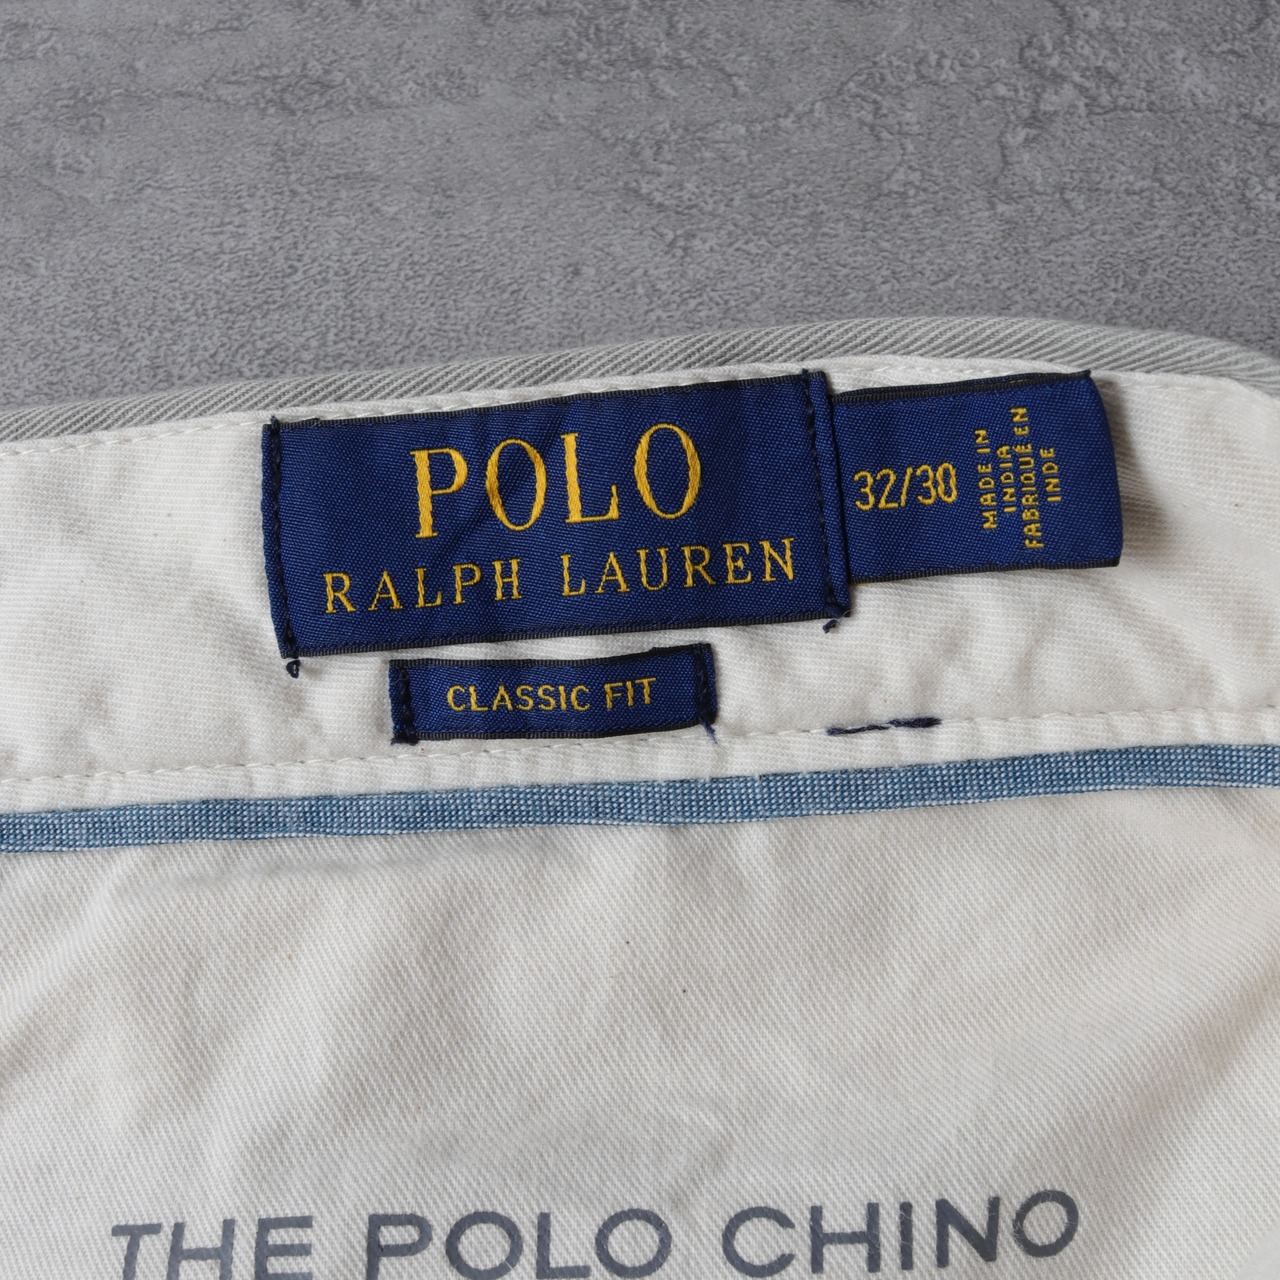 POLO
RALPH LAUREN
32/30
MADE IN
INDIA
FABRIQUÉ EN
INDE
CLASSIC FIT
THE POLO CHINO